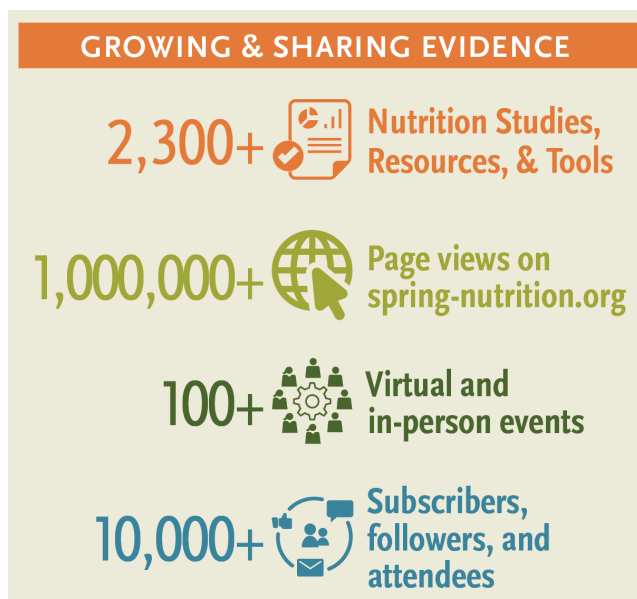 GROWING & SHARING EVIDENCE
2,300+
Nutrition Studies,
Resources, & Tools
1,000,000+
Page views on
spring-nutrition.org
100+
Virtual and
in-person events
10,000+
Subscribers,
followers, and
attendees